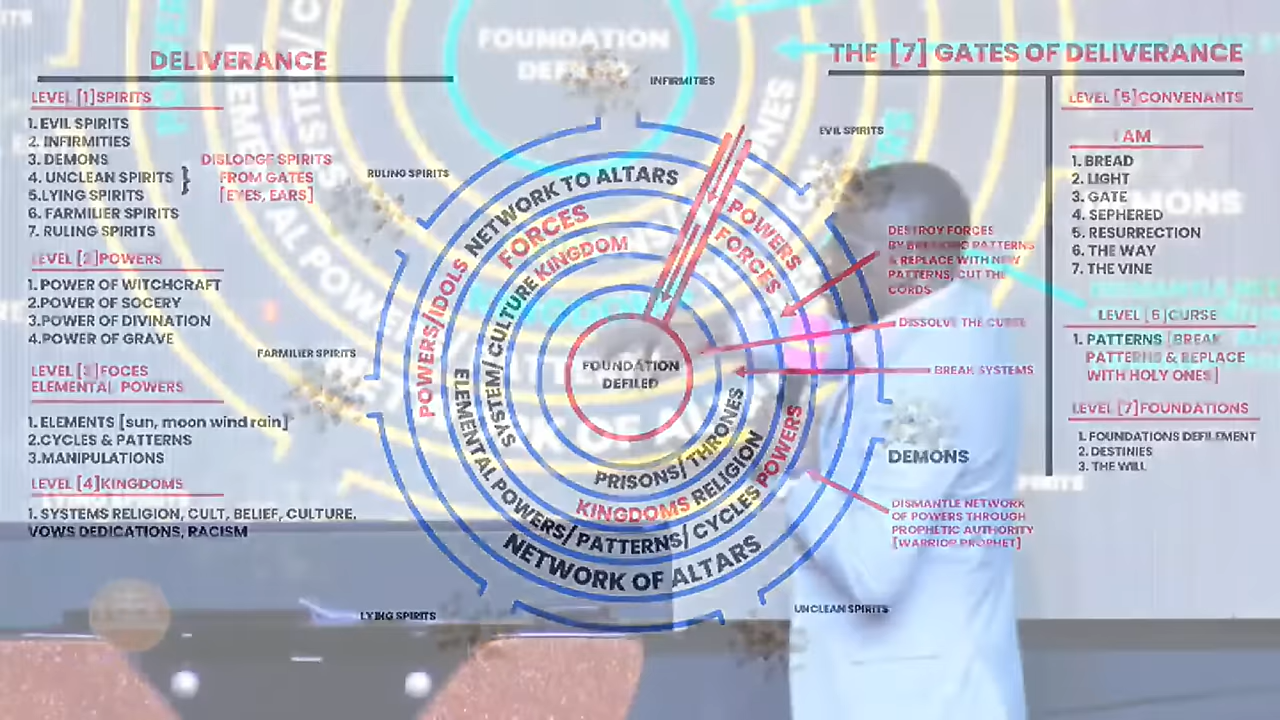 DELIVERANCE
LEVEL [1]SPIRITS
1. EVIL SPIRITS
2. INFIRMITIES
3. DEMONS
4. UNCLEAN SPIRITS
5.LYING SPIRITS
6. FARMILIER SPIRITS
7. RULING SPIRITS
DISLODGE SPIRITS
FROM GATES
[EYES, EARS]
LEVEL [2]POWERS
1.POWER OF WITCHCRAFT
2.POWER OF SOCERY
3.POWER OF DIVINATION
4.POWER OF GRAVE
LEVEL [3]FOCES
ELEMENTAL POWERS
1. ELEMENTS [sun, moon wind rain]
2.CYCLES & PATTERNS
3.MANIPULATIONS
LEVEL [4]KINGDOMS
1. SYSTEMS RELIGION, CULT, BELIEF, CULTURE.
VOWS DEDICATIONS, RACISM
INFIRMITIES
EVIL SPIRITS
RULING SPIRITS
FARMILIER SPIRITS
LYING SPIRITS
UNCLEAN SPIRITS
DEMONS
NETWORK TO ALTARS
POWERS/IDOLS
FORCES
POWERS
FORCES
SYSTEM/ CULTURE KINGDOM
FOUNDATION
DEFILED
PRISONS/ THRONES
KINGDOMS RELIGION
ELEMENTAL POWERS/ PATTERNS/ CYCLES POWERS
NETWORK OF ALTARS
DESTROY FORCES
BY BREAKING PATTERNS
& REPLACE WITH NEW
PATTERNS, CUT THE
CORDS
DISSOLVE THE CURSE
BREAK SYSTEMS
DISMANTLE NETWORK
OF POWERS THROUGH
PROPHETIC AUTHORITY
[WARRIOR PROPHET]
THE [7] GATES OF DELIVERANCE
LEVEL [5]CONVENANTS
I AM
1. BREAD
2. LIGHT
3. GATE
4. SEPHERED
5. RESURRECTION
6. THE WAY
7. THE VINE
LEVEL [6]CURSE
1. PATTERNS [BREAK
PATTERNS & REPLACE
WITH HOLY ONES]
LEVEL [7]FOUNDATIONS
1. FOUNDATIONS DEFILEMENT
2. DESTINIES
3. THE WILL
FOUNDATION